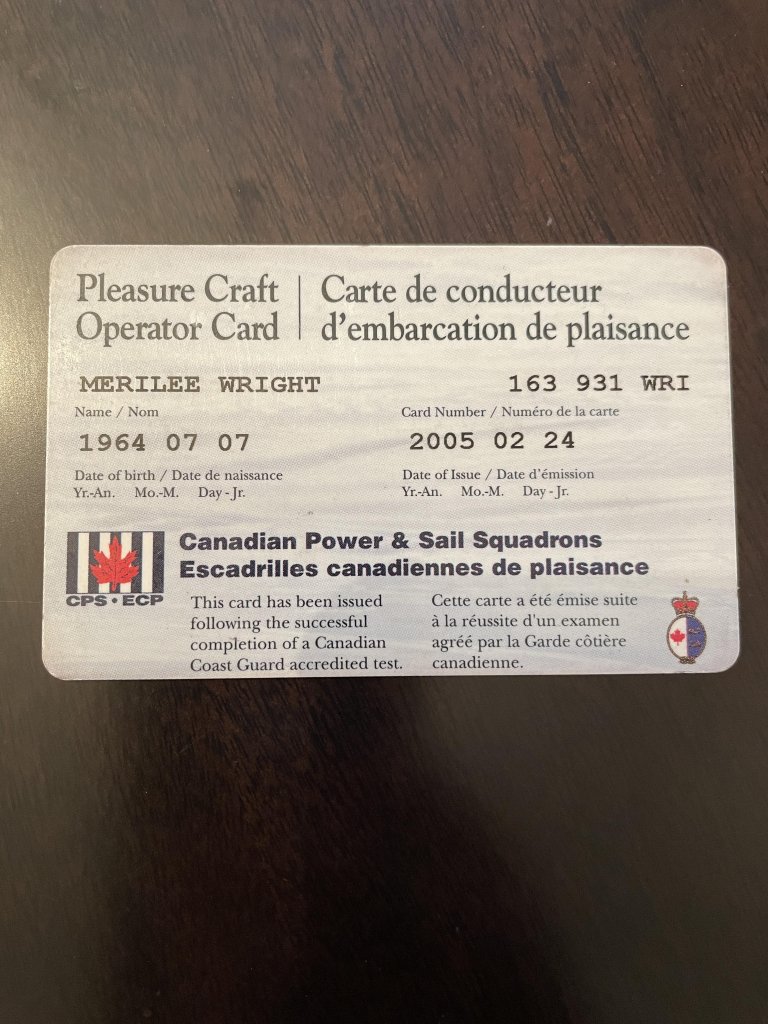 Pleasure Craft
Operator Card
Carte de conducteur
d'embarcation de plaisance
MERILEE WRIGHT
163 931 WRI
Name / Nom
Card Number / Numéro de la carte
1964 07 07
2005 02 24
Date of birth / Date de naissance
Date of Issue / Date d'émission
Yr.-An. Mo.-M. Day - Jr.
Yr.-An. Mo.-M. Day - Jr.
Canadian Power & Sail Squadrons
Escadrilles canadiennes de plaisance
CPS • ECP
This card has been issued
following the successful
completion of a Canadian
Coast Guard accredited test.
Cette carte a été émise suite
à la réussite d'un examen
agréé par la Garde côtière
canadienne.